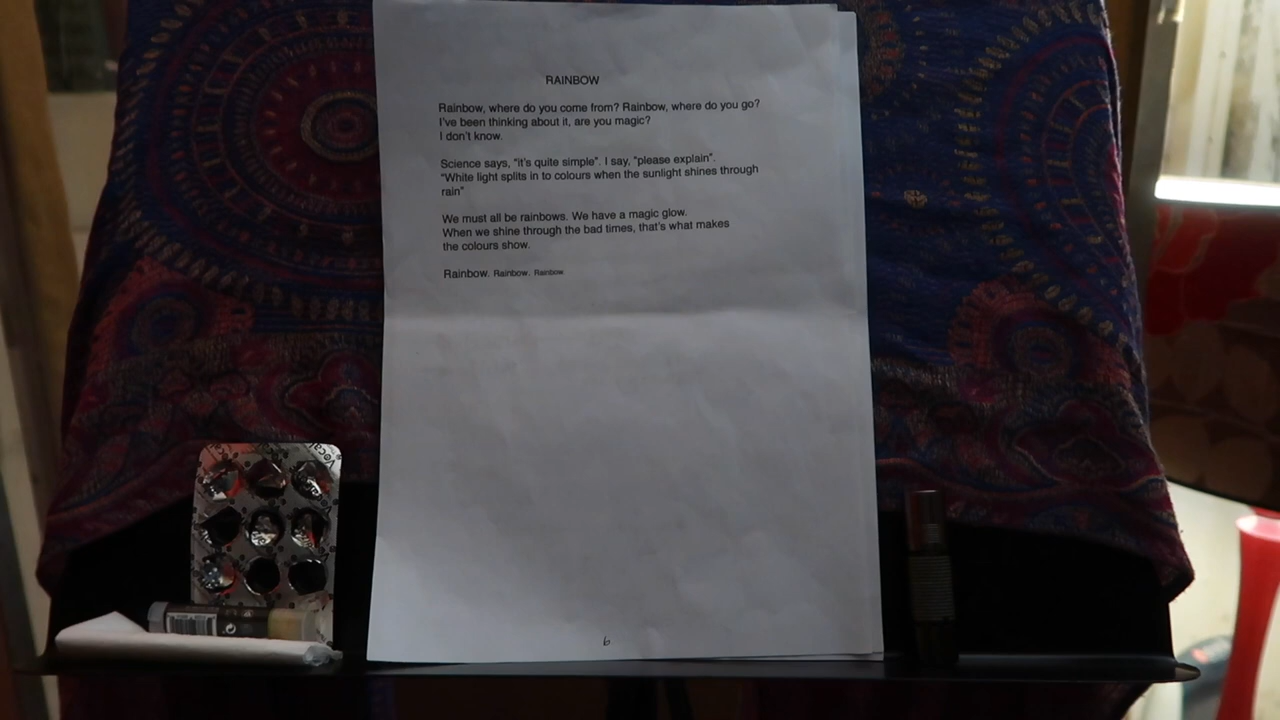 RAINBOW
Rainbow, where do you come from? Rainbow, where do you go?
I've been thinking about it, are you magic?
I don't know.
Science says, "it's quite simple". I say, "please explain".
"White light splits in to colours when the sunlight shines through
rain"
We must all be rainbows. We have a magic glow.
When we shine through the bad times, that's what makes
the colours show.
Rainbow. Rainbow. Rainbow
6